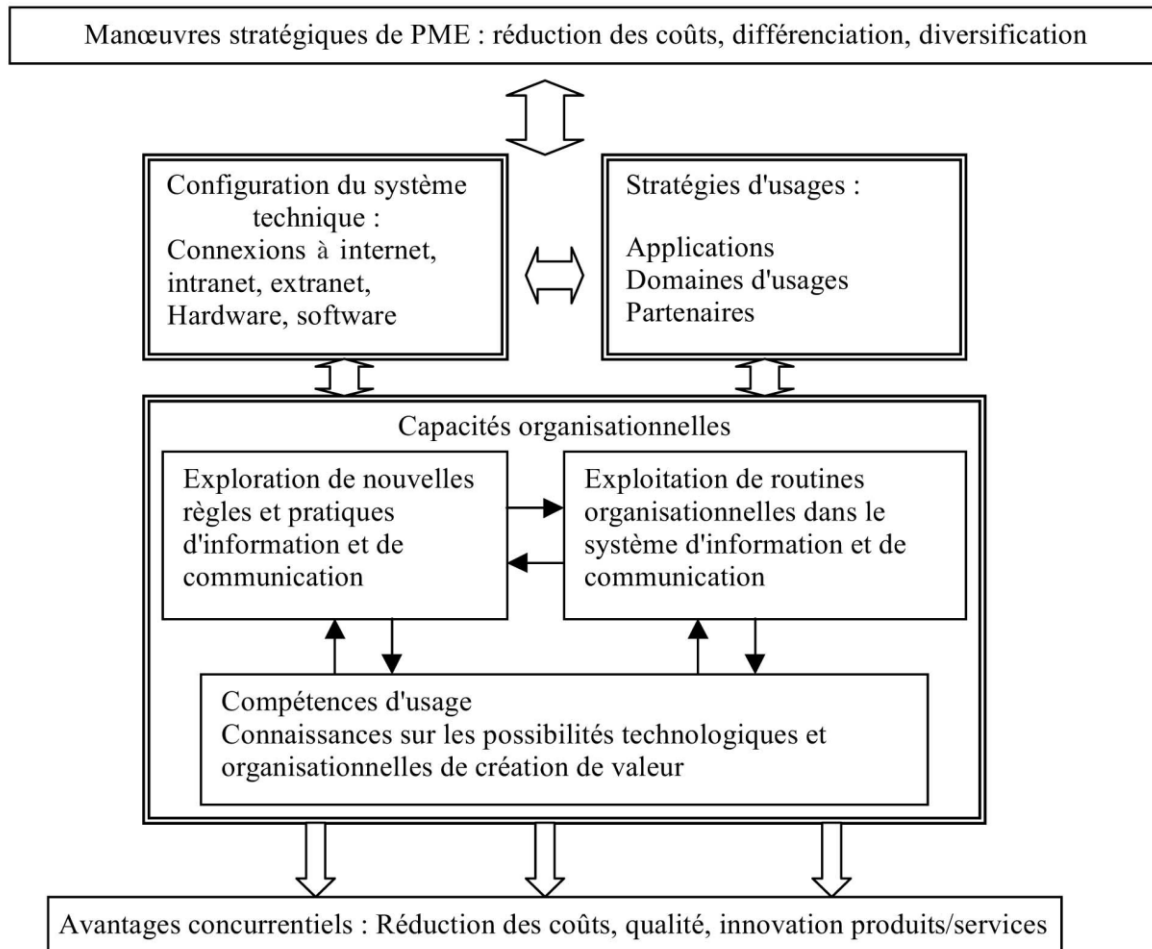 Manœuvres stratégiques de PME : réduction des coûts, différenciation, diversification
Configuration du système
technique :
Connexions à internet,
intranet, extranet,
Hardware, software
Stratégies d'usages :
Applications
Domaines d'usages
Partenaires
Capacités organisationnelles
Exploration de nouvelles
règles et pratiques
d'information et de
communication
Exploitation de routines
organisationnelles dans le
système d'information et de
communication
Compétences d'usage
Connaissances sur les possibilités technologiques et
organisationnelles de création de valeur
Avantages concurrentiels : Réduction des coûts, qualité, innovation produits/services